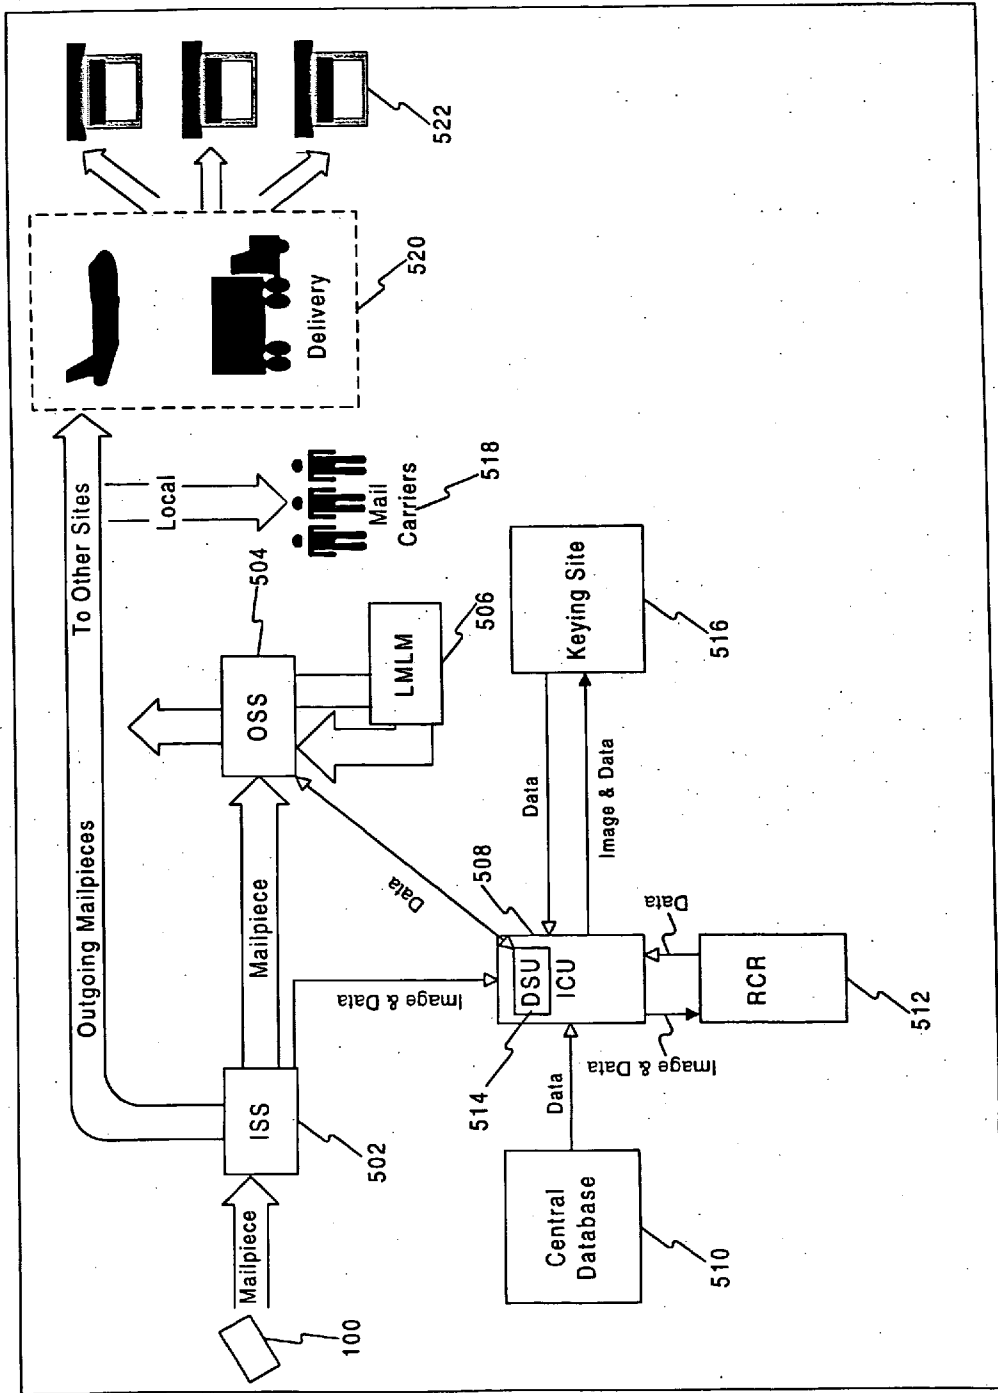 Outgoing Mailpieces
To Other Sites
Local
Delivery
520
522
Mail
Carriers
518
Mailpiece
100
ISS
502
Mailpiece
OSS
504
LMLM
506
Image & Data
Data
508
DSU
ICU
514
Data
Central
Database
510
Data
Image & Data
Keying Site
516
Image & Data
Data
RCR
512